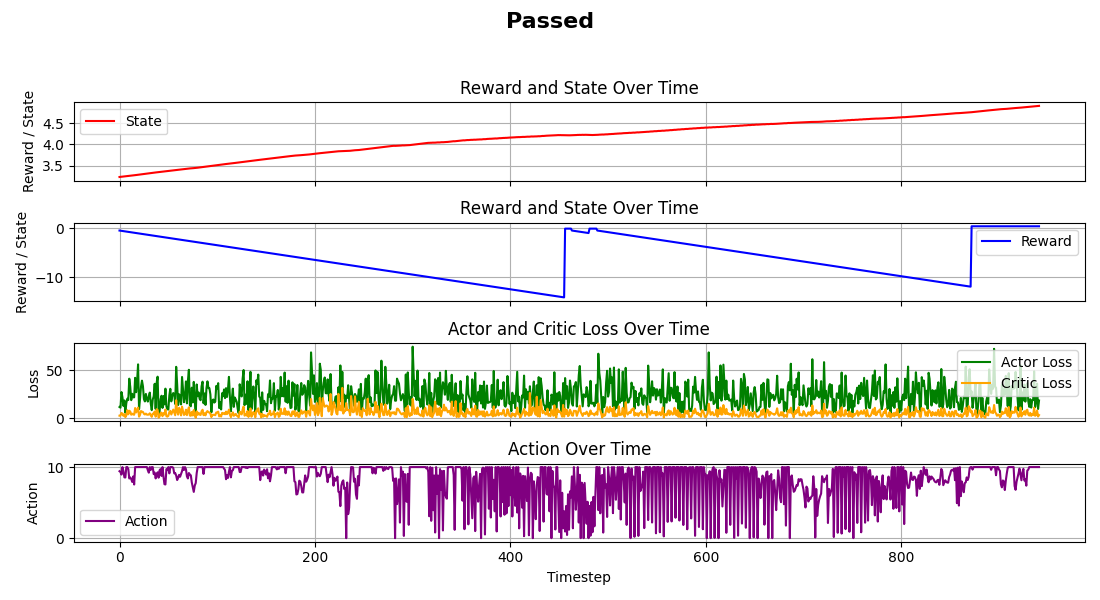 Passed
Reward and State Over Time
Reward / State
4.5
4.0
3.5
State
Reward and State Over Time
Reward / State
0
−10
Reward
Actor and Critic Loss Over Time
Loss
50
0
Actor Loss
Critic Loss
Action Over Time
Action
10
0
Action
0 200 400 600 800
Timestep